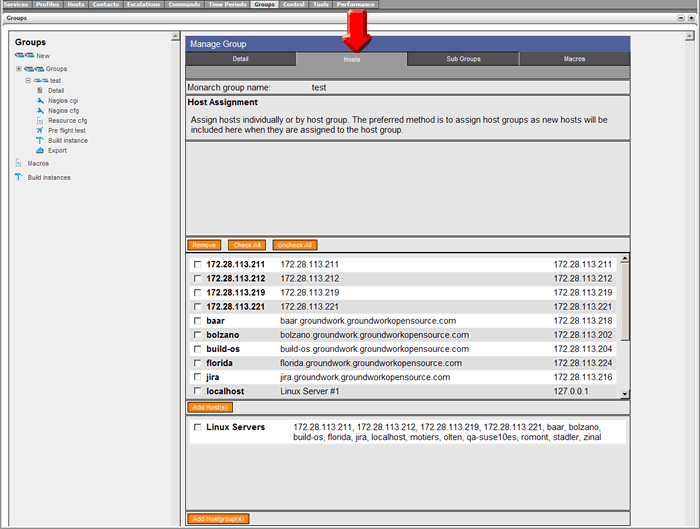 Services Profiles Hosts Contacts Escalations Commands Time Periods Groups Control Tools Performance
Groups
Groups
New
Groups
test
Detail
Nagios cgi
Nagios cfg
Resource cfg
Pre flight test
Build instance
Export
Macros
Build instances
Manage Group
Detail Hosts Sub Groups Macros
Monarch group name: test
Host Assignment
Assign hosts individually or by host group. The preferred method is to assign host groups as new hosts will be
included here when they are assigned to the host group.
Remove Check All Uncheck All
172.28.113.211 172.28.113.211 172.28.113.211
172.28.113.212 172.28.113.212 172.28.113.212
172.28.113.219 172.28.113.219 172.28.113.219
172.28.113.221 172.28.113.221 172.28.113.221
baar baar.groundwork.groundworkopensource.com 172.28.113.218
bolzano bolzano.groundwork.groundworkopensource.com 172.28.113.202
build-os build-os.groundwork.groundworkopensource.com 172.28.113.204
florida florida.groundwork.groundworkopensource.com 172.28.113.224
jira jira.groundwork.groundworkopensource.com 172.28.113.216
localhost Linux Server #1 127.0.0.1
Add Host(s)
Linux Servers 172.28.113.211, 172.28.113.212, 172.28.113.219, 172.28.113.221, baar, bolzano,
build-os, florida, jira, localhost, motiers, olten, qa-suse10es, romont, stadler, zinal
Add Hostgroup(s)